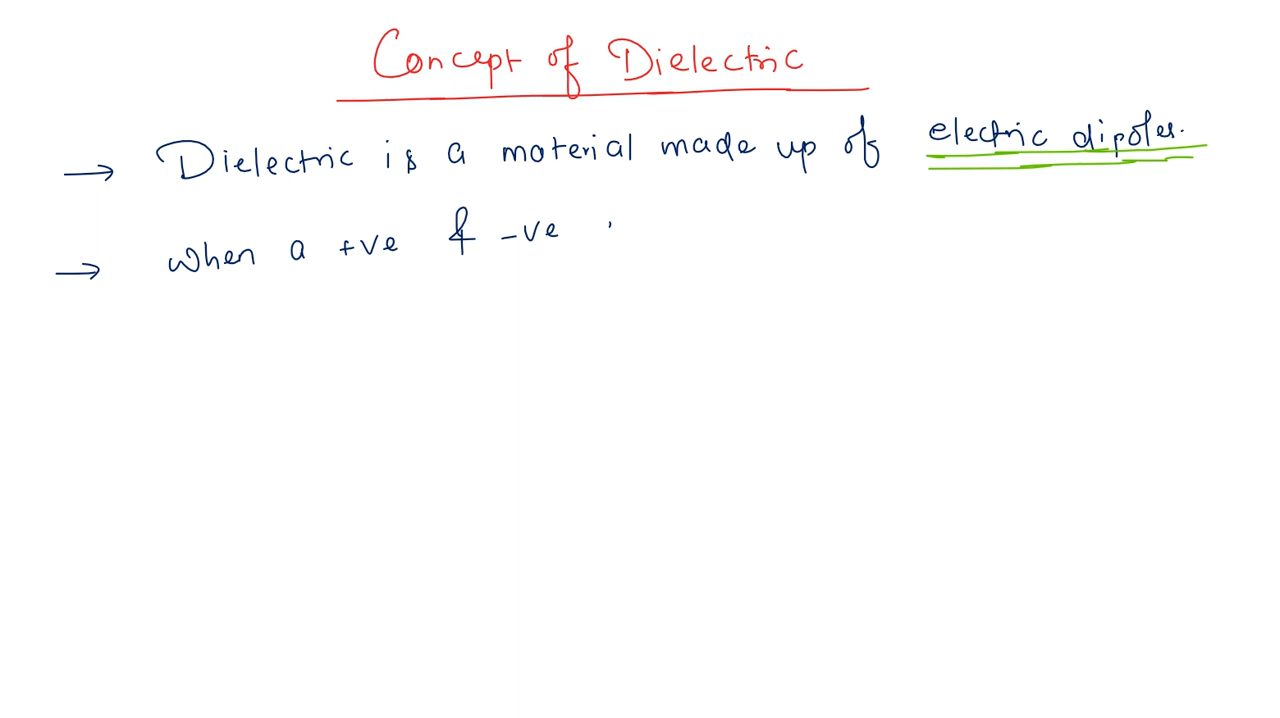 Concept of Dielectric
→ Dielectric is a material made up of electric dipoles.
→ when a +ve & -ve